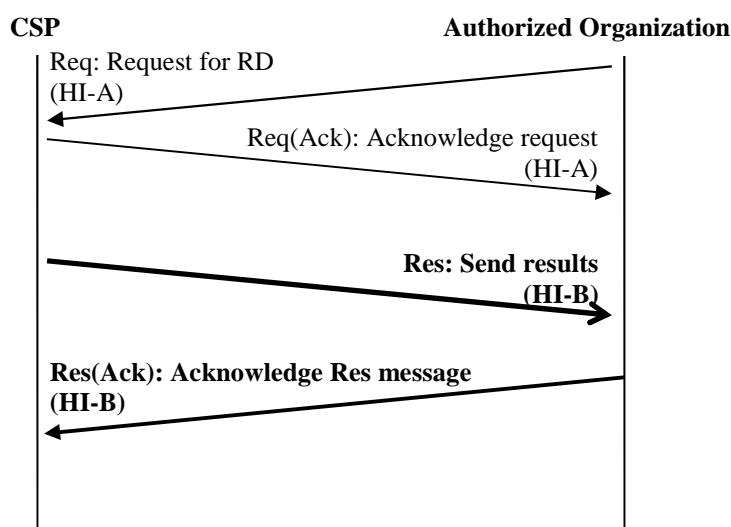 CSP
Authorized Organization
Req: Request for RD
(HI-A)
Req(Ack): Acknowledge request
(HI-A)
Res: Send results
(HI-B)
Res(Ack): Acknowledge Res message
(HI-B)